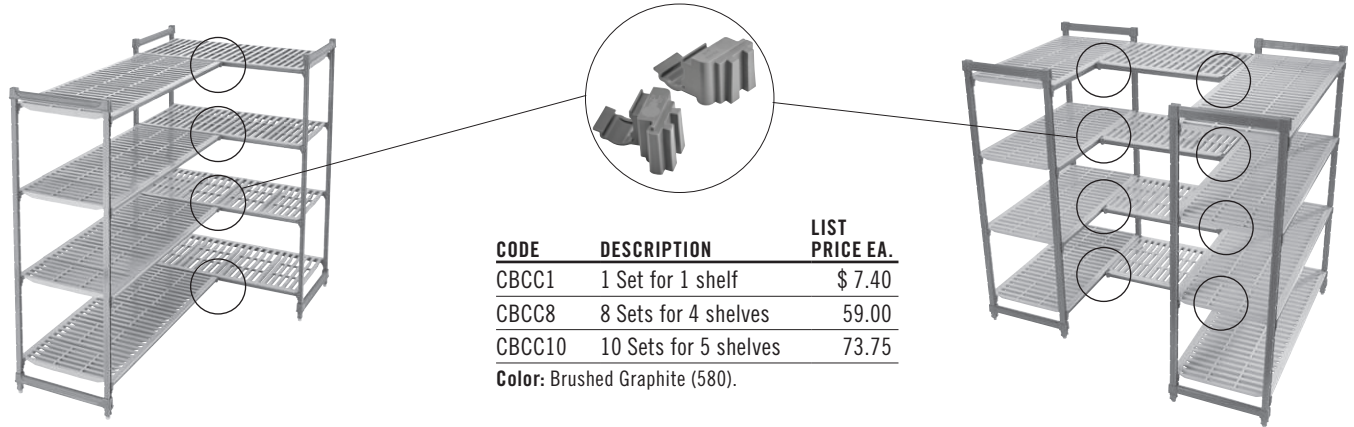 CODE DESCRIPTION LIST PRICE EA.
CBCC1 1 Set for 1 shelf $ 7.40
CBCC8 8 Sets for 4 shelves 59.00
CBCC10 10 Sets for 5 shelves 73.75
Color: Brushed Graphite (580).